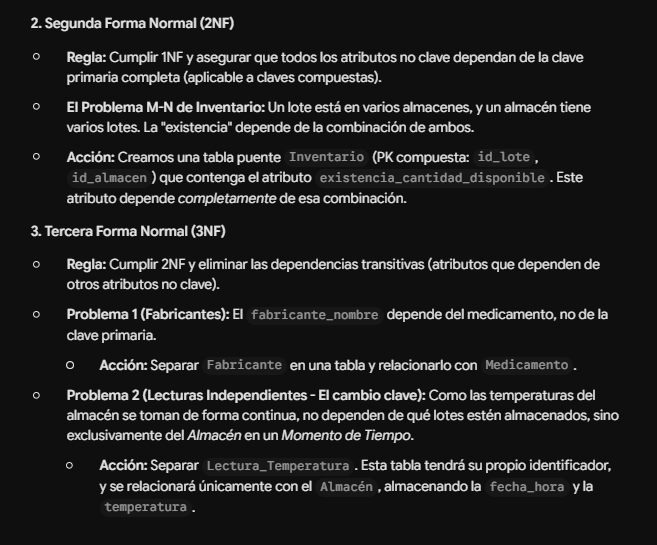 2. Segunda Forma Normal (2NF)
Regla: Cumplir 1NF y asegurar que todos los atributos no clave dependan de la clave
primaria completa (aplicable a claves compuestas).
El Problema M-N de Inventario: Un lote está en varios almacenes, y un almacén tiene
varios lotes. La "existencia" depende de la combinación de ambos.
Acción: Creamos una tabla puente Inventario (PK compuesta: id_lote ,
id_almacen ) que contenga el atributo existencia_cantidad_disponible . Este
atributo depende completamente de esa combinación.
3. Tercera Forma Normal (3NF)
Regla: Cumplir 2NF y eliminar las dependencias transitivas (atributos que dependen de
otros atributos no clave).
Problema 1 (Fabricantes): El fabricante_nombre depende del medicamento, no de la
clave primaria.
Acción: Separar Fabricante en una tabla y relacionarlo con Medicamento .
Problema 2 (Lecturas Independientes - El cambio clave): Como las temperaturas del
almacén se toman de forma continua, no dependen de qué lotes estén almacenados, sino
exclusivamente del Almacén en un Momento de Tiempo.
Acción: Separar Lectura_Temperatura . Esta tabla tendrá su propio identificador,
y se relacionará únicamente con el Almacén , almacenando la fecha_hora y la
temperatura .